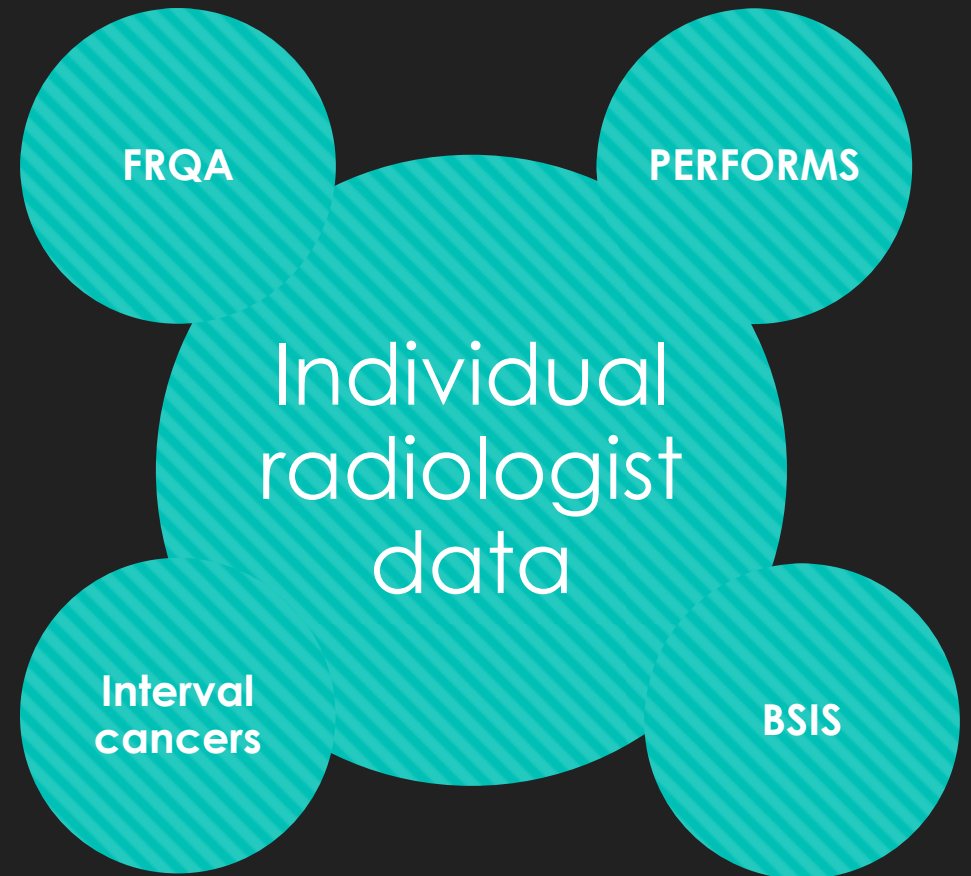 FRQA
PERFORMS
Individual
radiologist
data
Interval
cancers
BSIS